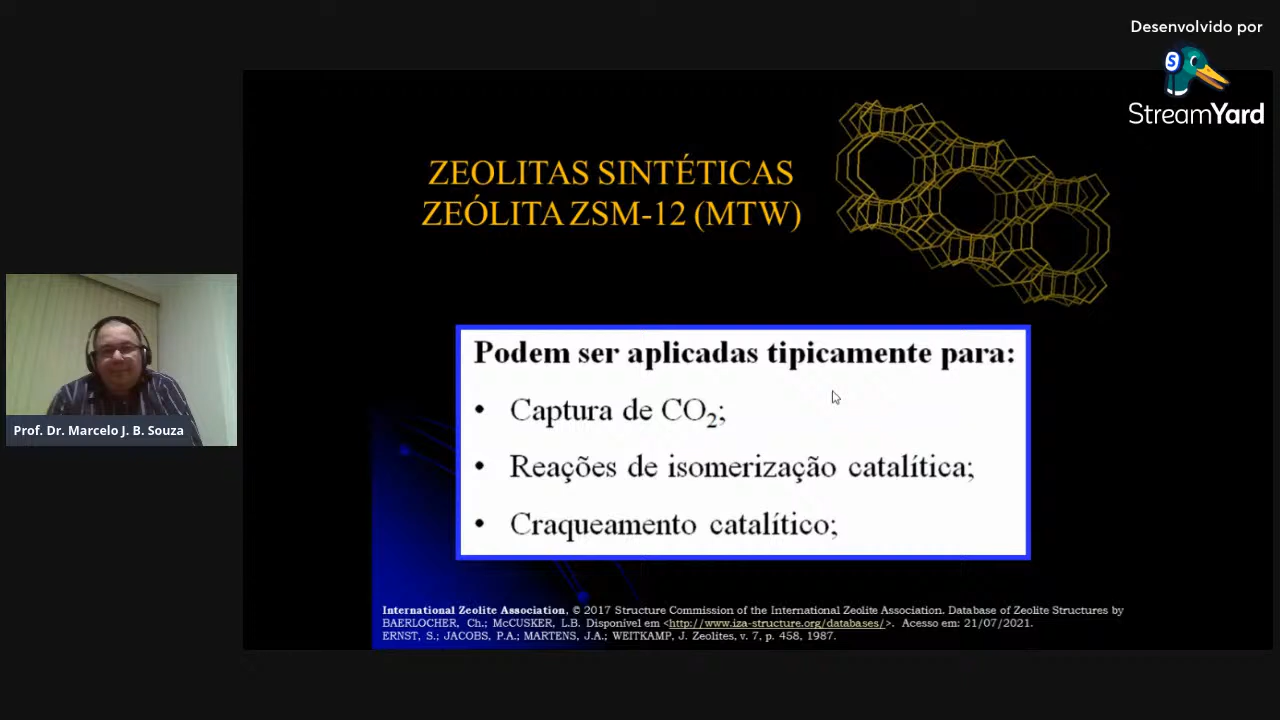 Desenvolvido por
S
StreamYard
ZEOLITAS SINTÉTICAS
ZEÓLITA ZSM-12 (MTW)
Podem ser aplicadas tipicamente para:
• Captura de CO₂;
• Reações de isomerização catalítica;
• Craqueamento catalítico;
Prof. Dr. Marcelo J. B. Souza
International Zeolite Association, © 2017 Structure Commission of the International Zeolite Association. Database of Zeolite Structures by
BAERLOCHER, Ch.; McCUSKER, L.B. Disponível em <http://www.iza-structure.org/databases/>. Acesso em: 21/07/2021.
ERNST, S.; JACOBS, P.A.; MARTENS, J.A.; WEITKAMP, J. Zeolites, v. 7, p. 458, 1987.